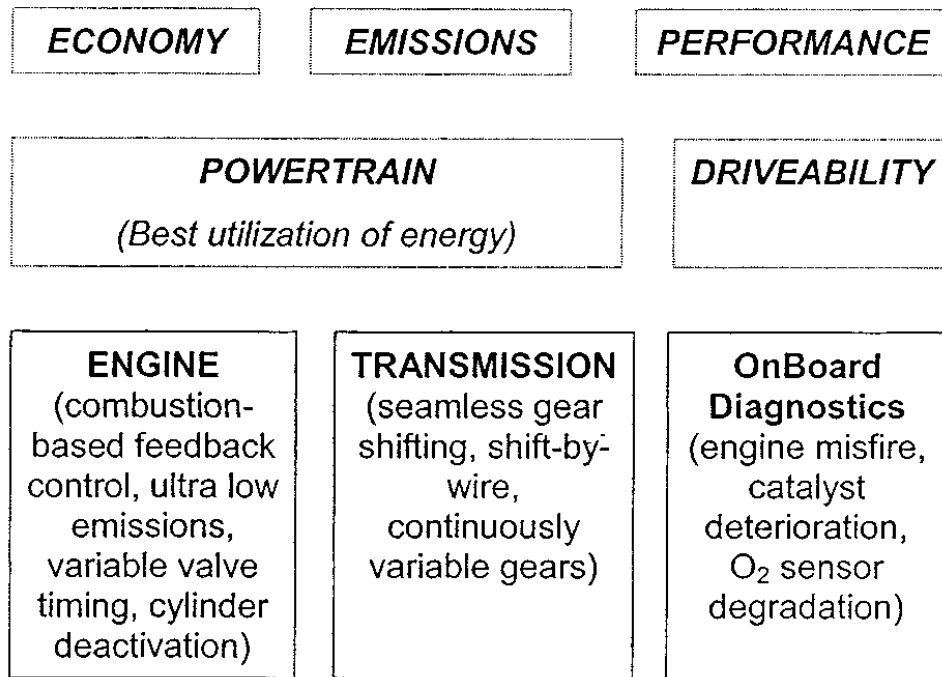 ECONOMY
EMISSIONS
PERFORMANCE
POWERTRAIN
(Best utilization of energy)
DRIVEABILITY
ENGINE
(combustion-
based feedback
control, ultra low
emissions,
variable valve
timing, cylinder
deactivation)
TRANSMISSION
(seamless gear
shifting, shift-by-
wire,
continuously
variable gears)
OnBoard
Diagnostics
(engine misfire,
catalyst
deterioration,
O₂ sensor
degradation)